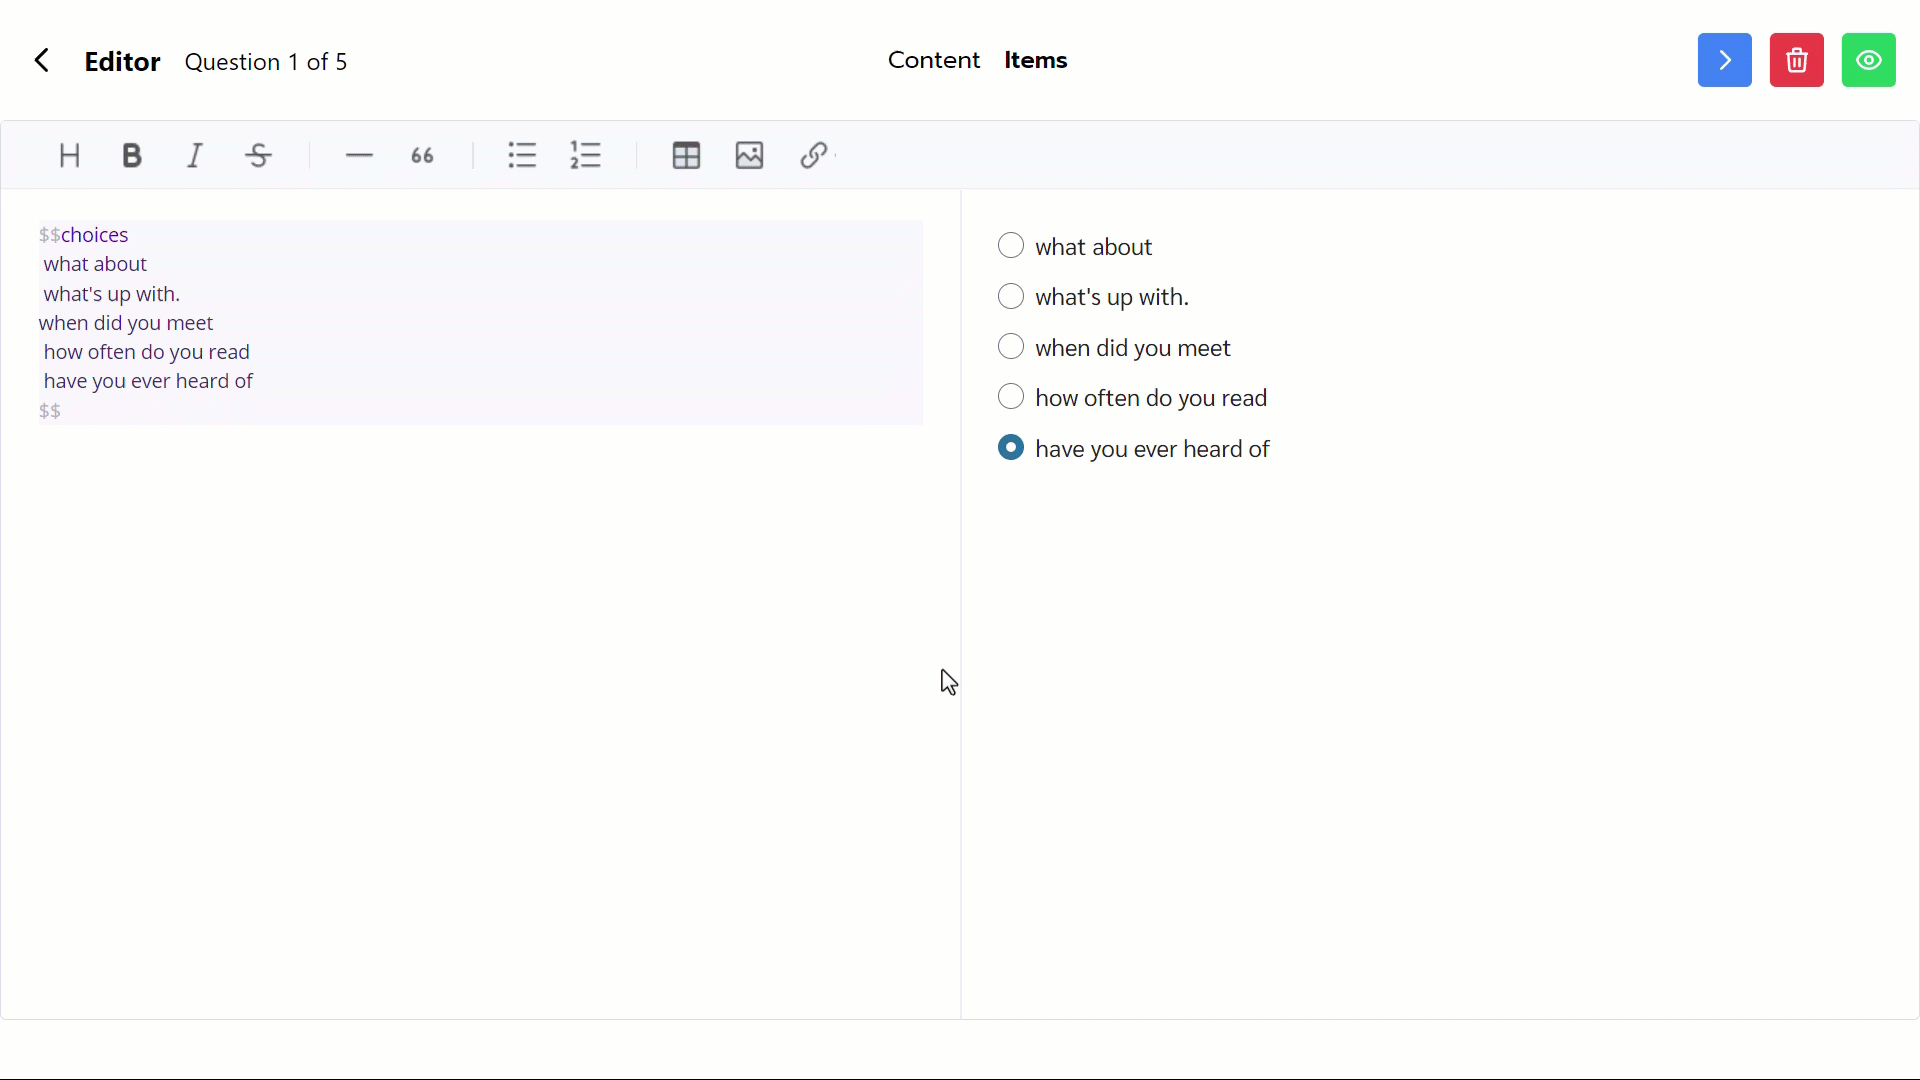 Editor Question 1 of 5
Content Items
$$choices
what about
what's up with.
when did you meet
how often do you read
have you ever heard of
$$
what about
what's up with.
when did you meet
how often do you read
have you ever heard of